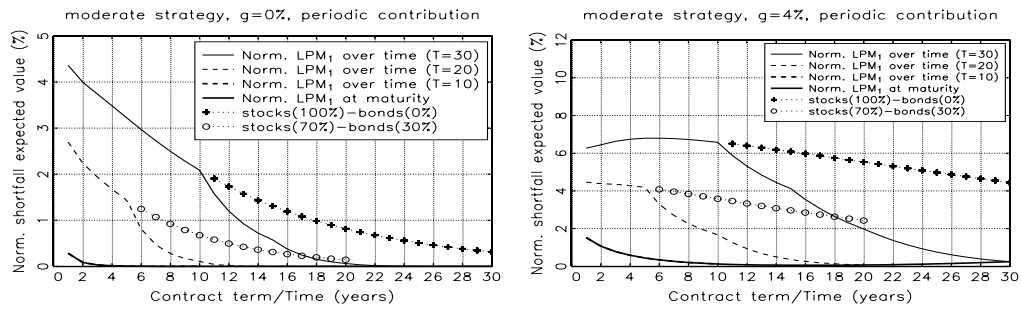 moderate strategy, g=0%, periodic contribution
Norm. shortfall expected value (%)
5
4
3
2
1
0
Norm. LPM1 over time (T=30)
Norm. LPM1 over time (T=20)
Norm. LPM1 over time (T=10)
Norm. LPM1 at maturity
stocks(100%)-bonds(0%)
stocks(70%)-bonds(30%)
0 2 4 6 8 10 12 14 16 18 20 22 24 26 28 30
Contract term/Time (years)
moderate strategy, g=4%, periodic contribution
Norm. shortfall expected value (%)
12
10
8
6
4
2
0
Norm. LPM1 over time (T=30)
Norm. LPM1 over time (T=20)
Norm. LPM1 over time (T=10)
Norm. LPM1 at maturity
stocks(100%)-bonds(0%)
stocks(70%)-bonds(30%)
0 2 4 6 8 10 12 14 16 18 20 22 24 26 28 30
Contract term/Time (years)